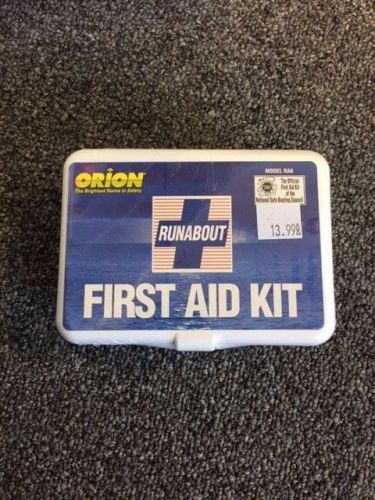 ORION
The Brightest Name in Safety
MODEL RAK
The Official
First Aid Kit
of the
National Safe Boating Council
13.998
RUNABOUT
FIRST AID KIT